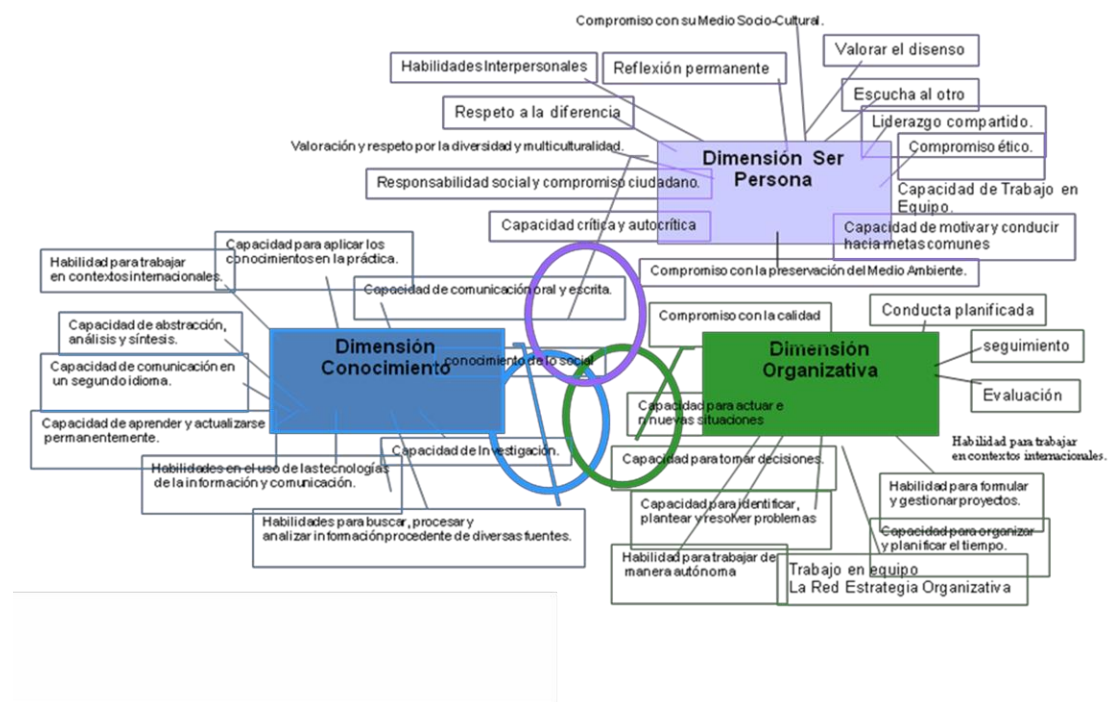 Compromiso con su Medio Socio-Cultural.
Valorar el disenso
Habilidades Interpersonales
Reflexión permanente
Escucha al otro
Respeto a la diferencia
Liderazgo compartido.
Valoración y respeto por la diversidad y multiculturalidad.
Compromiso ético.
Dimensión Ser
Persona
Responsabilidad social y compromiso ciudadano.
Capacidad de Trabajo en
Equipo.
Capacidad crítica y autocrítica
Capacidad de motivar y conducir
hacia metas comunes
Compromiso con la preservación del Medio Ambiente.
Capacidad para aplicar los
conocimientos en la práctica.
Habilidad para trabajar
en contextos internacionales.
Capacidad de comunicación oral y escrita.
Capacidad de abstracción,
análisis y síntesis.
Dimensión
Conocimiento
conocimiento de lo social
Capacidad de comunicación en
un segundo idioma.
Capacidad de aprender y actualizarse
permanentemente.
Capacidad de Investigación.
Habilidades en el uso de las tecnologías
de la información y comunicación.
Habilidades para buscar, procesar y
analizar información procedente de diversas fuentes.
Compromiso con la calidad
Conducta planificada
Dimensión
Organizativa
seguimiento
Evaluación
Capacidad para actuar e
n nuevas situaciones
Habilidad para trabajar
en contextos internacionales.
Capacidad para tomar decisiones.
Habilidad para formular
y gestionar proyectos.
Capacidad para identificar,
plantear y resolver problemas
Capacidad para organizar
y planificar el tiempo.
Habilidad para trabajar de
manera autónoma
Trabajo en equipo
La Red Estrategia Organizativa